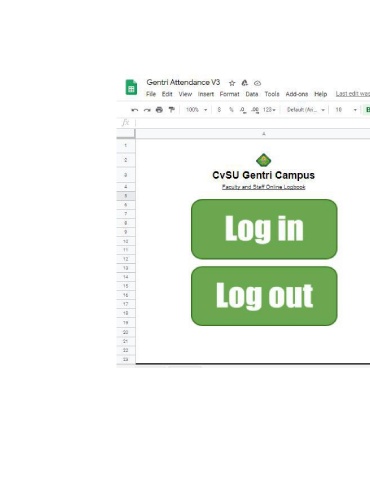 Gentri Attendance V3
File Edit View Insert Format Data Tools Add-ons Help Last edit was
100% $ % .0 .00 123 Default (Ari... 18 B
fx
A
1
2
3
CvSU Gentri Campus
4
Faculty and Staff Online Logbook
5
6
7
8
9
Log in
10
11
12
13
14
15
16
Log out
17
18
19
20
21
22
23